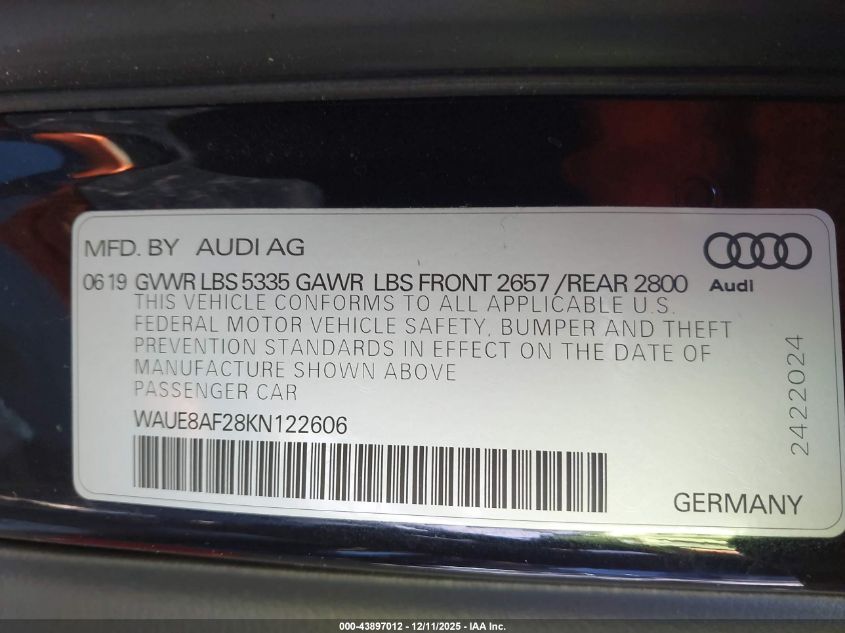 MFD. BY AUDI AG
06 19 GVWR LBS 5335 GAWR LBS FRONT 2657 /REAR 2800 Audi
THIS VEHICLE CONFORMS TO ALL APPLICABLE U.S.
FEDERAL MOTOR VEHICLE SAFETY, BUMPER AND THEFT
PREVENTION STANDARDS IN EFFECT ON THE DATE OF
MANUFACTURE SHOWN ABOVE
PASSENGER CAR
WAUE8AF28KN122606
2422024
GERMANY
000-43897012 - 12/11/2025 - IAA Inc.